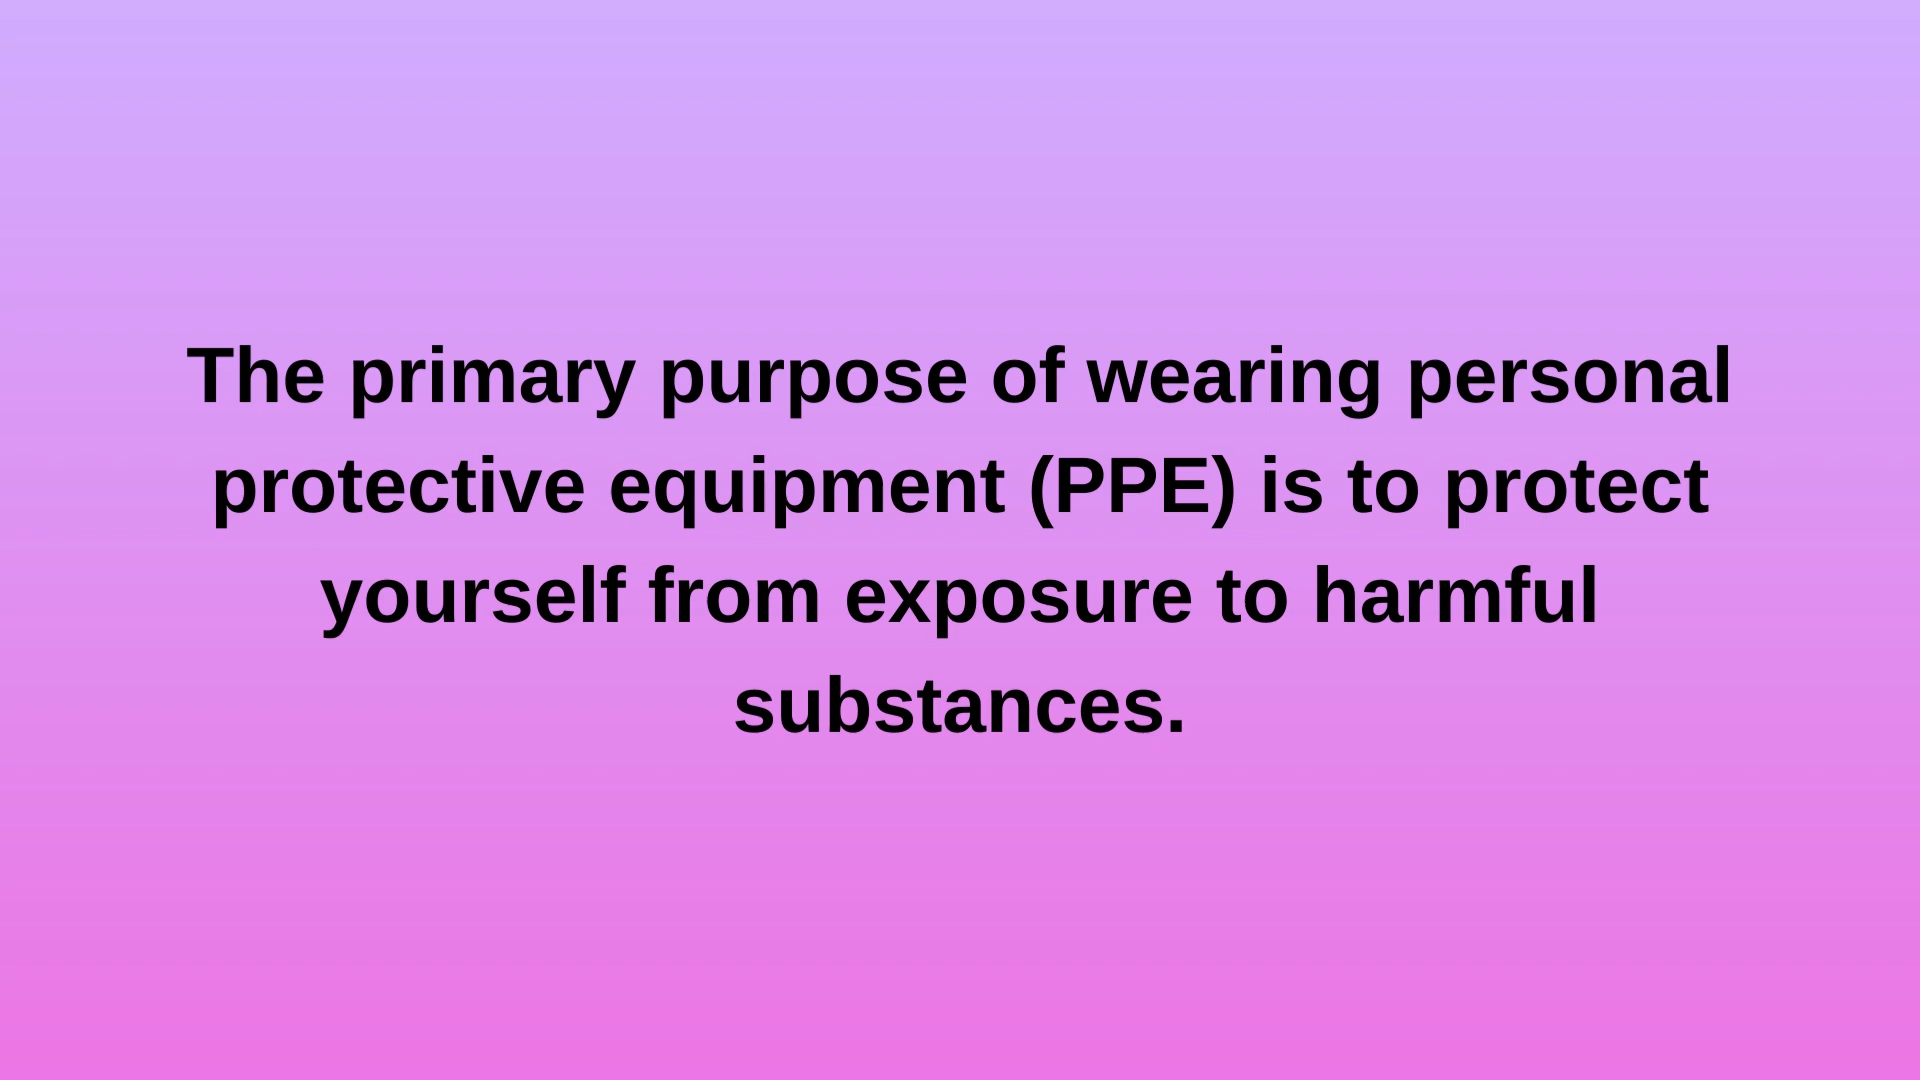 The primary purpose of wearing personal
protective equipment (PPE) is to protect
yourself from exposure to harmful
substances.